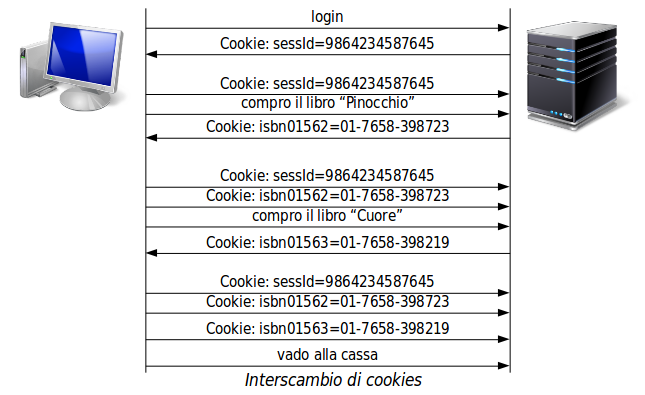 login
Cookie: sessId=9864234587645
Cookie: sessId=9864234587645
compro il libro “Pinocchio”
Cookie: isbn01562=01-7658-398723
Cookie: sessId=9864234587645
Cookie: isbn01562=01-7658-398723
compro il libro “Cuore”
Cookie: isbn01563=01-7658-398219
Cookie: sessId=9864234587645
Cookie: isbn01562=01-7658-398723
Cookie: isbn01563=01-7658-398219
vado alla cassa
Interscambio di cookies